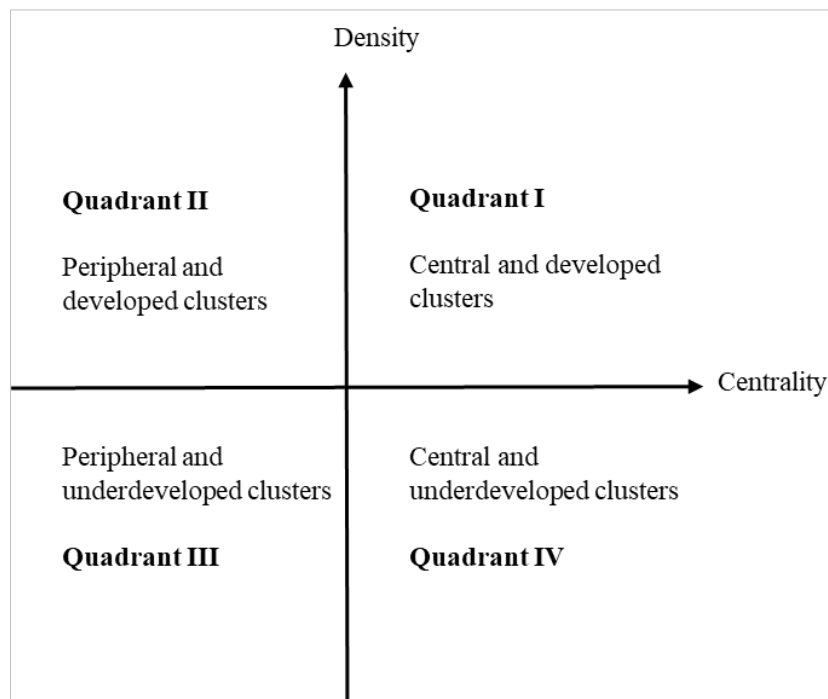 Density
Quadrant II
Quadrant I
Peripheral and
developed clusters
Central and developed
clusters
Centrality
Peripheral and
underdeveloped clusters
Central and
underdeveloped clusters
Quadrant III
Quadrant IV